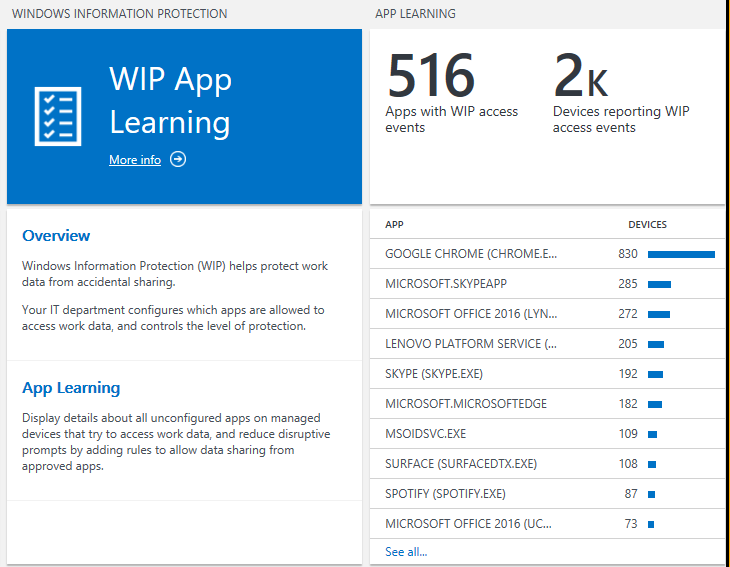 WINDOWS INFORMATION PROTECTION
WIP App
Learning
More info
Overview
Windows Information Protection (WIP) helps protect work
data from accidental sharing.
Your IT department configures which apps are allowed to
access work data, and controls the level of protection.
App Learning
Display details about all unconfigured apps on managed
devices that try to access work data, and reduce disruptive
prompts by adding rules to allow data sharing from
approved apps.
APP LEARNING
516 2K
Apps with WIP access Devices reporting WIP
events access events
APP DEVICES
GOOGLE CHROME (CHROME.E... 830
MICROSOFT.SKYPEAPP 285
MICROSOFT OFFICE 2016 (LYN... 272
LENOVO PLATFORM SERVICE (... 205
SKYPE (SKYPE.EXE) 192
MICROSOFT.MICROSOFTEDGE 182
MSOIDSVC.EXE 109
SURFACE (SURFACEDTX.EXE) 108
SPOTIFY (SPOTIFY.EXE) 87
MICROSOFT OFFICE 2016 (UC... 73
See all...